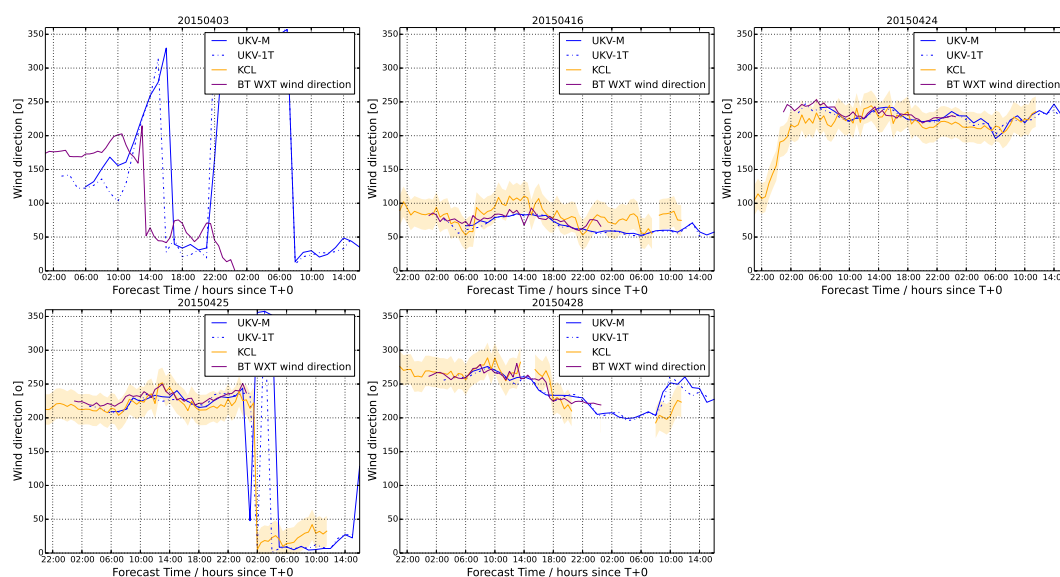 20150403
350
300
250
200
150
100
50
0
Wind direction [o]
UKV-M
UKV-1T
KCL
BT WXT wind direction
02:00 06:00 10:00 14:00 18:00 22:00 02:00 06:00 10:00 14:00
Forecast Time / hours since T+0
20150416
350
300
250
200
150
100
50
0
Wind direction [o]
UKV-M
UKV-1T
KCL
BT WXT wind direction
22:00 02:00 06:00 10:00 14:00 18:00 22:00 02:00 06:00 10:00 14:00
Forecast Time / hours since T+0
20150424
350
300
250
200
150
100
50
0
Wind direction [o]
UKV-M
UKV-1T
KCL
BT WXT wind direction
22:00 02:00 06:00 10:00 14:00 18:00 22:00 02:00 06:00 10:00 14:00
Forecast Time / hours since T+0
20150425
350
300
250
200
150
100
50
0
Wind direction [o]
UKV-M
UKV-1T
KCL
BT WXT wind direction
22:00 02:00 06:00 10:00 14:00 18:00 22:00 02:00 06:00 10:00 14:00
Forecast Time / hours since T+0
20150428
350
300
250
200
150
100
50
0
Wind direction [o]
UKV-M
UKV-1T
KCL
BT WXT wind direction
22:00 02:00 06:00 10:00 14:00 18:00 22:00 02:00 06:00 10:00 14:00
Forecast Time / hours since T+0